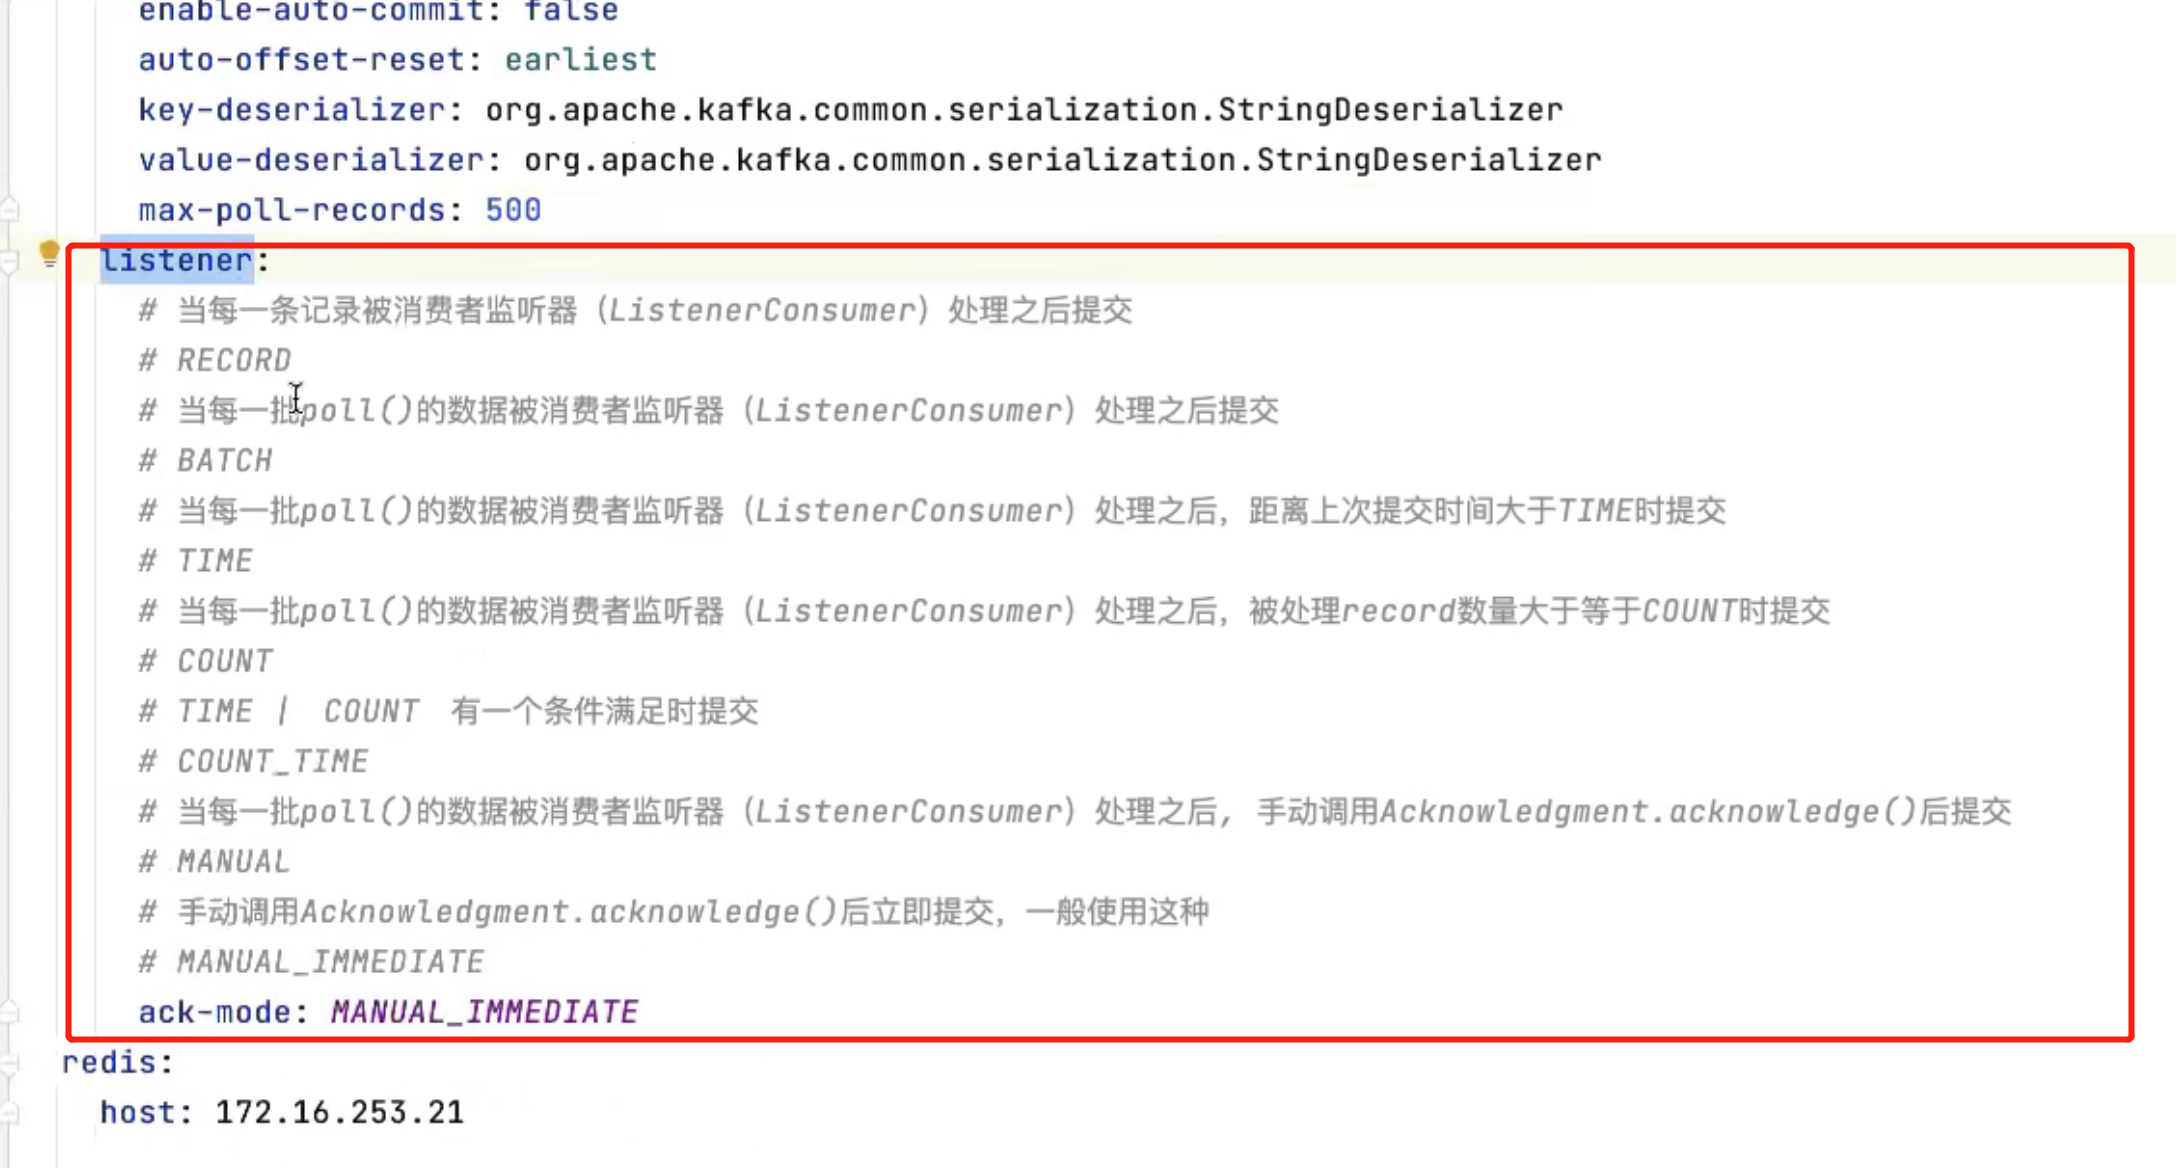 enable-auto-commit: false
auto-offset-reset: earliest
key-deserializer: org.apache.kafka.common.serialization.StringDeserializer
value-deserializer: org.apache.kafka.common.serialization.StringDeserializer
max-poll-records: 500
listener:
# 当每一条记录被消费者监听器（ListenerConsumer）处理之后提交
# RECORD
# 当每一批poll()的数据被消费者监听器（ListenerConsumer）处理之后提交
# BATCH
# 当每一批poll()的数据被消费者监听器（ListenerConsumer）处理之后，距离上次提交时间大于TIME时提交
# TIME
# 当每一批poll()的数据被消费者监听器（ListenerConsumer）处理之后，被处理record数量大于等于COUNT时提交
# COUNT
# TIME | COUNT 有一个条件满足时提交
# COUNT_TIME
# 当每一批poll()的数据被消费者监听器（ListenerConsumer）处理之后, 手动调用Acknowledgment.acknowledge()后提交
# MANUAL
# 手动调用Acknowledgment.acknowledge()后立即提交，一般使用这种
# MANUAL_IMMEDIATE
ack-mode: MANUAL_IMMEDIATE
redis:
host: 172.16.253.21